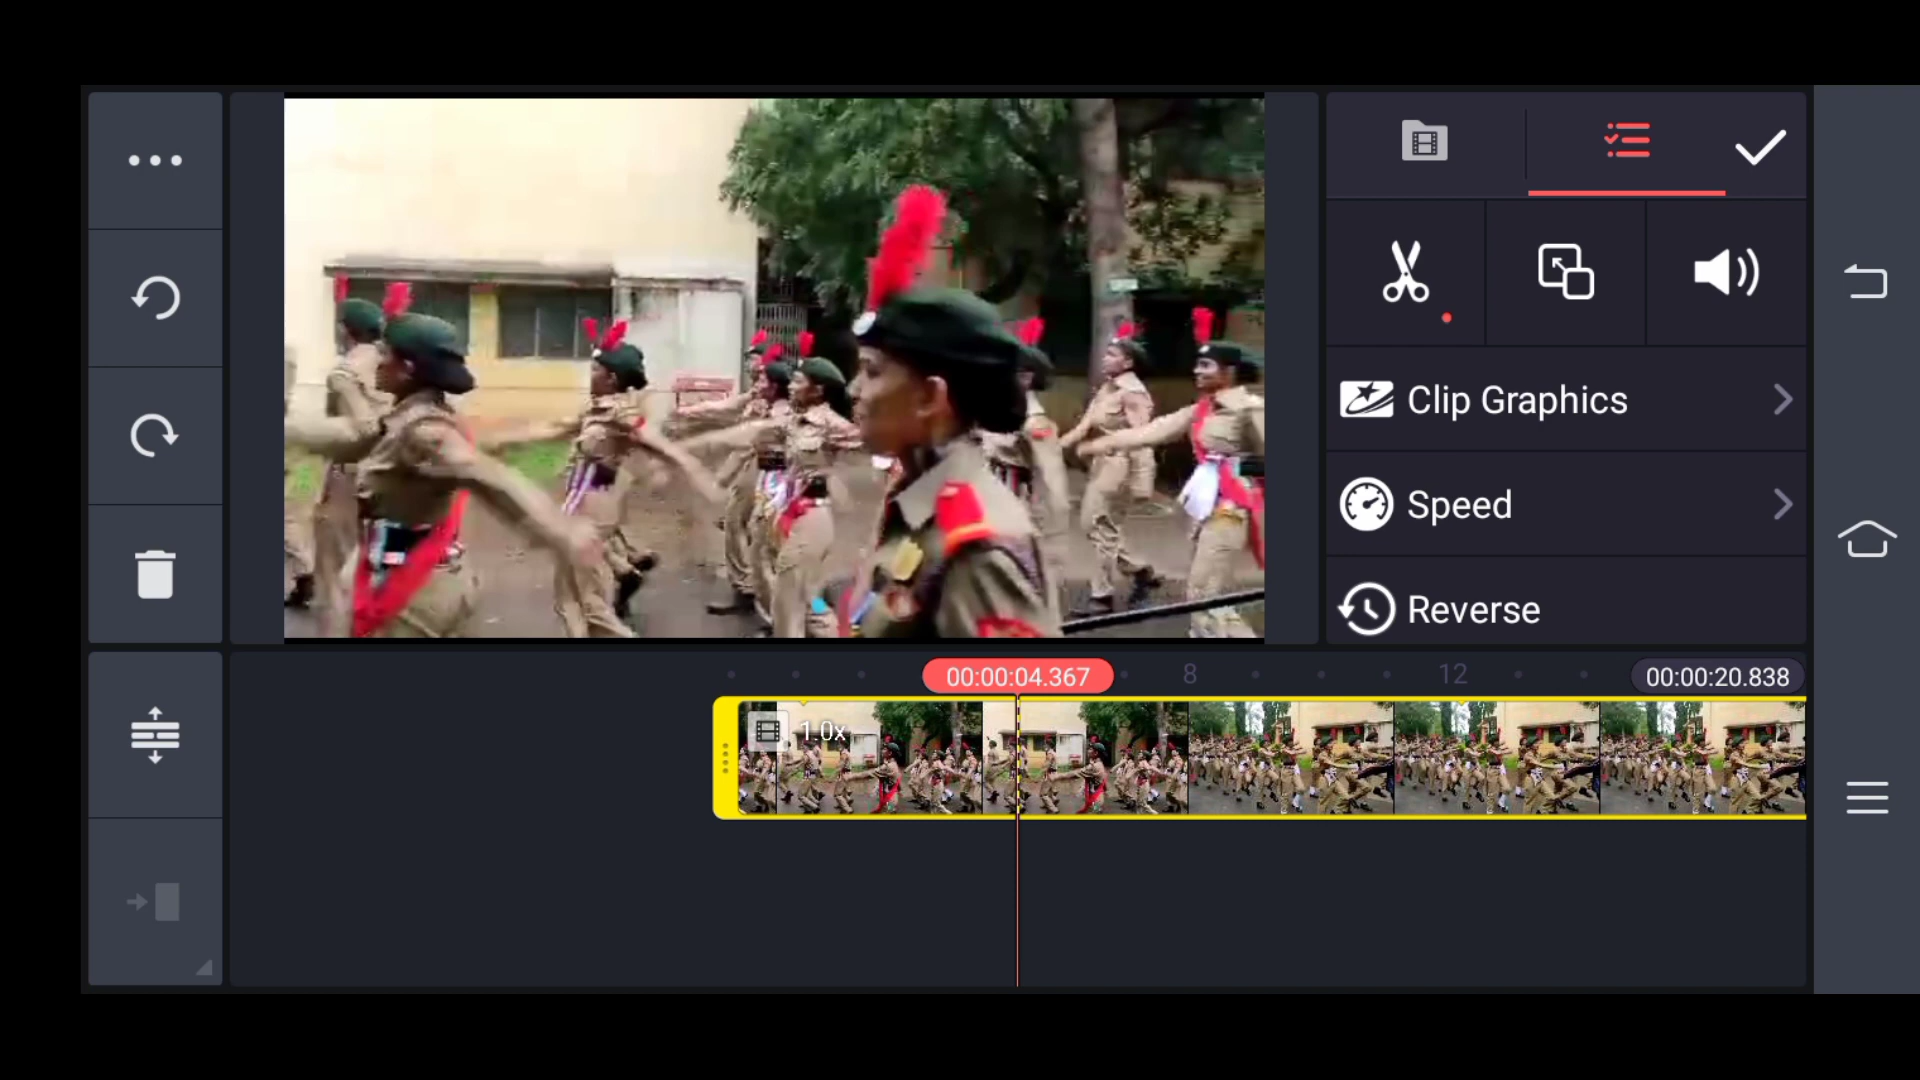 Clip Graphics
Speed
Reverse
00:00:04.367
8
12
00:00:20.838
1.0x